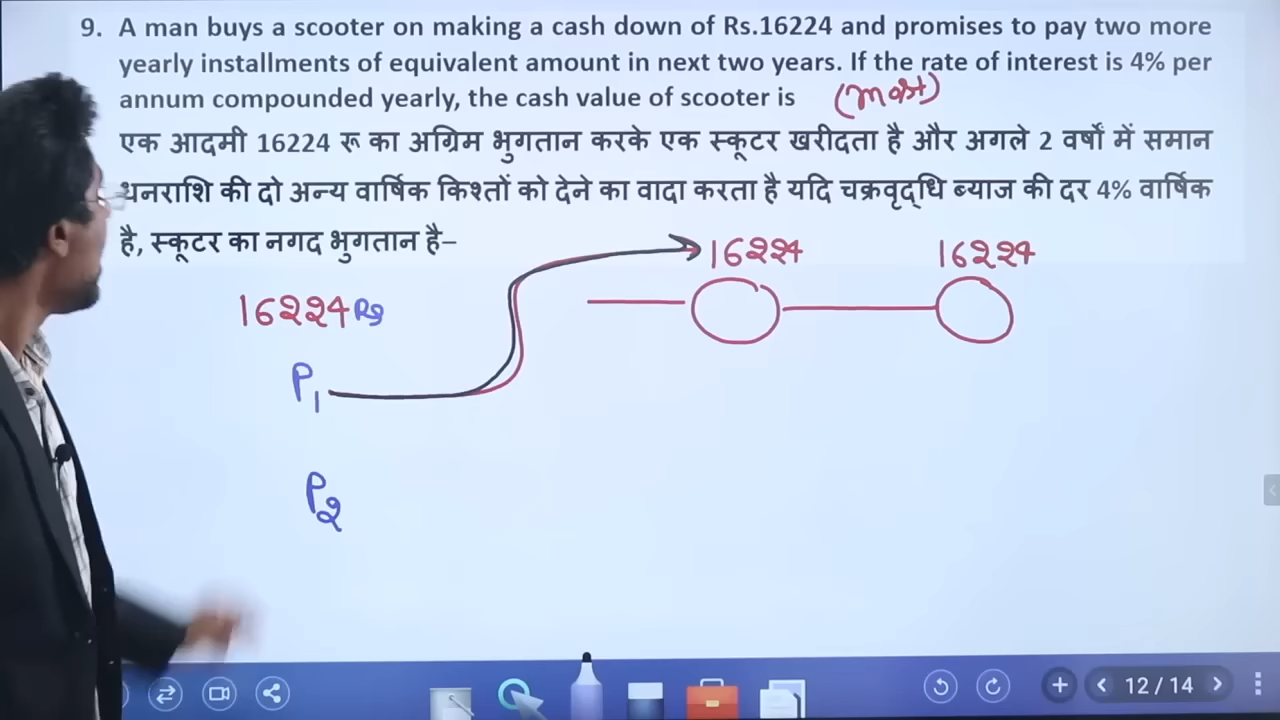 9. A man buys a scooter on making a cash down of Rs.16224 and promises to pay two more
yearly installments of equivalent amount in next two years. If the rate of interest is 4% per
annum compounded yearly, the cash value of scooter is (most)
एक आदमी 16224 रू का अग्रिम भुगतान करके एक स्कूटर खरीदता है और अगले 2 वर्षों में समान
धनराशि की दो अन्य वार्षिक किश्तों को देने का वादा करता है यदि चक्रवृद्धि ब्याज की दर 4% वार्षिक
है, स्कूटर का नगद भुगतान है–
16224 16224
16224 Rs
P1
P2
12 / 14